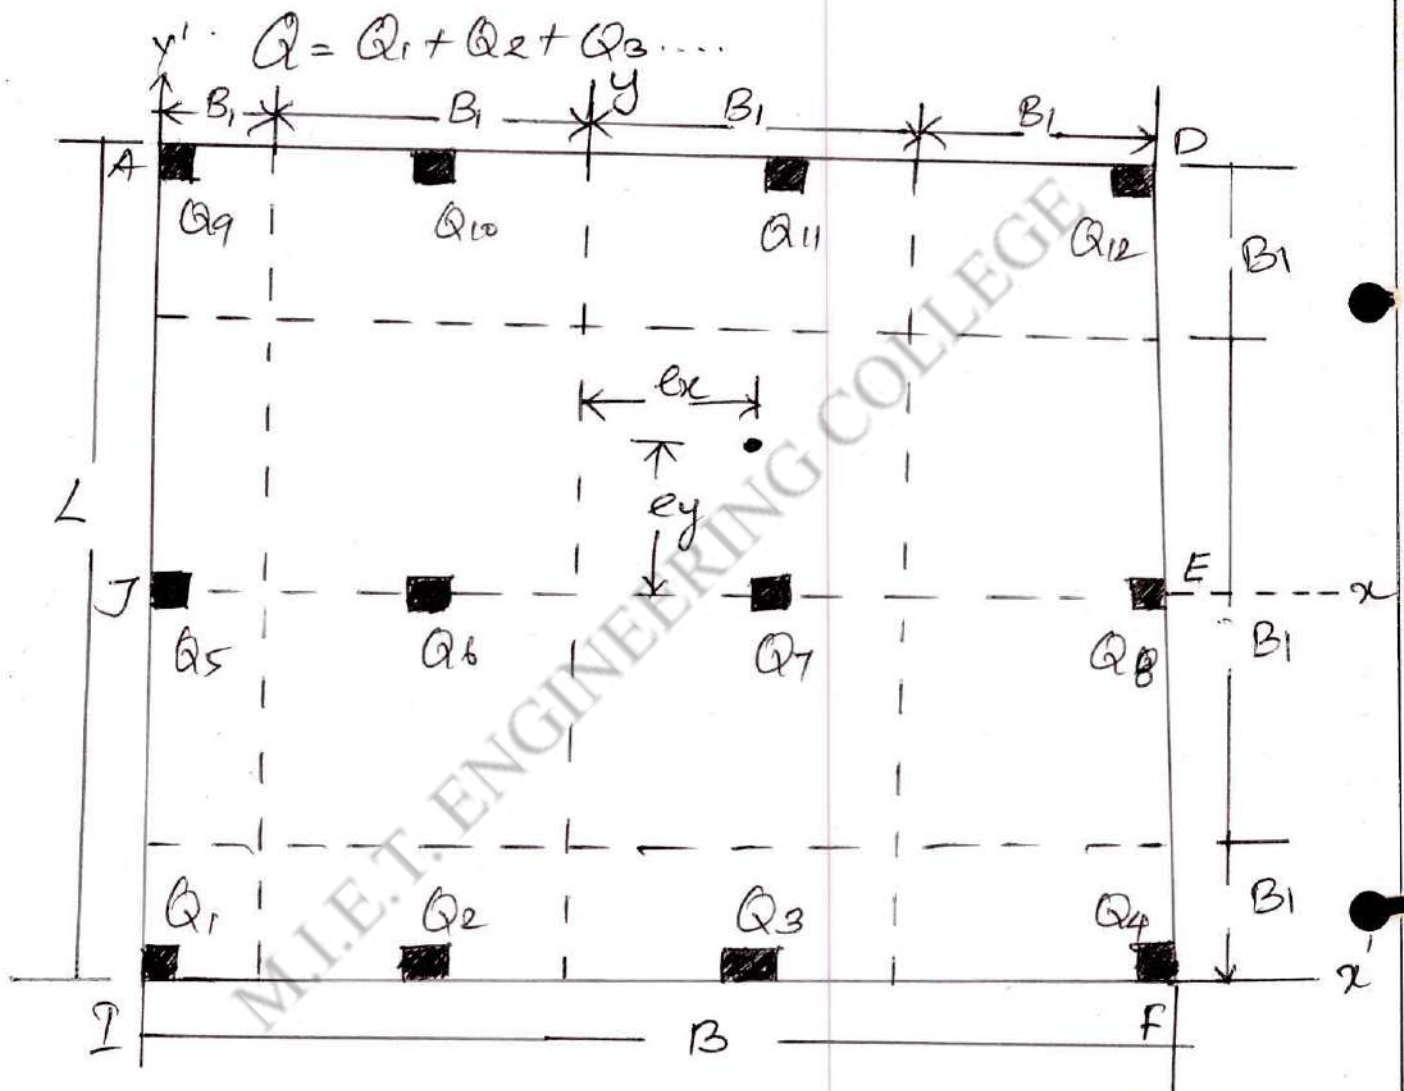 y' Q = Q1 + Q2 + Q3 ....
y
B1 B1 B1 B1
A D
Q9 Q10 Q11 Q12
B1
ex
L
ey
J E x
Q5 Q6 Q7 Q8
B1
Q1 Q2 Q3 Q4
B1
x'
I F
B
M.I.E.T. ENGINEERING COLLEGE